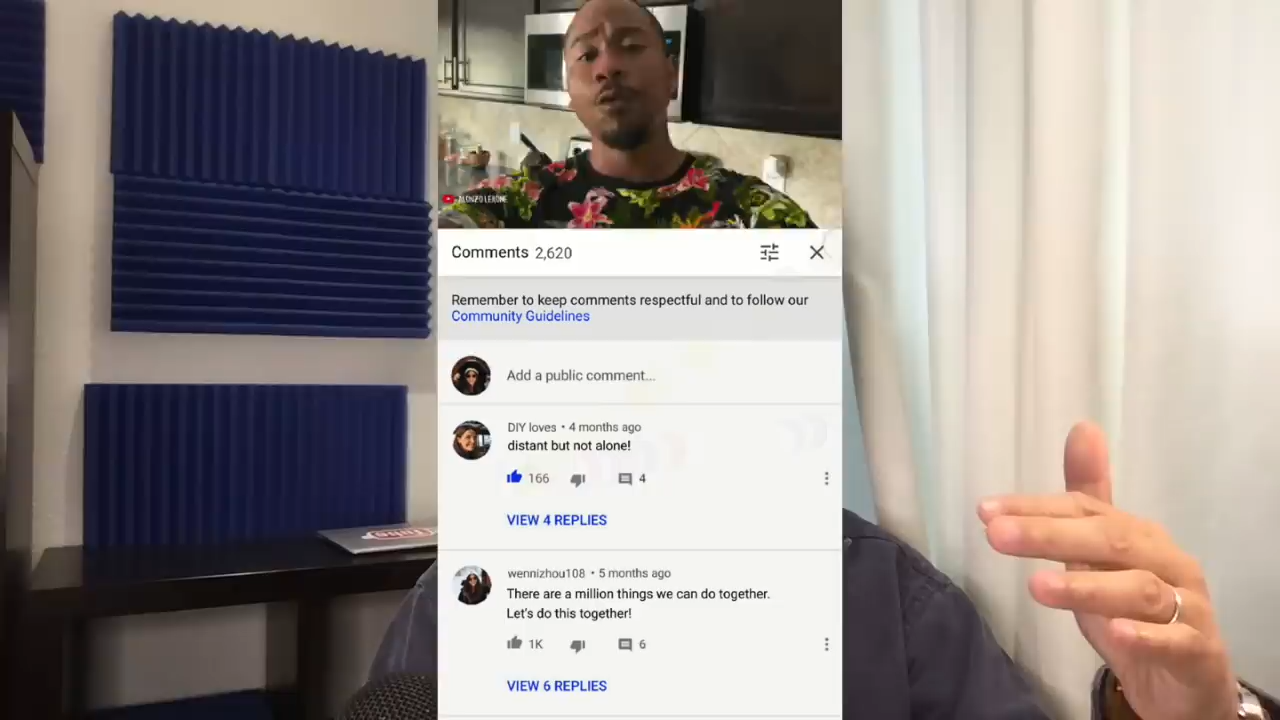 ALONZO LERONE
Comments 2,620
Remember to keep comments respectful and to follow our
Community Guidelines
Add a public comment...
DIY loves • 4 months ago
distant but not alone!
166 4
VIEW 4 REPLIES
wennizhou108 • 5 months ago
There are a million things we can do together.
Let's do this together!
1K 6
VIEW 6 REPLIES